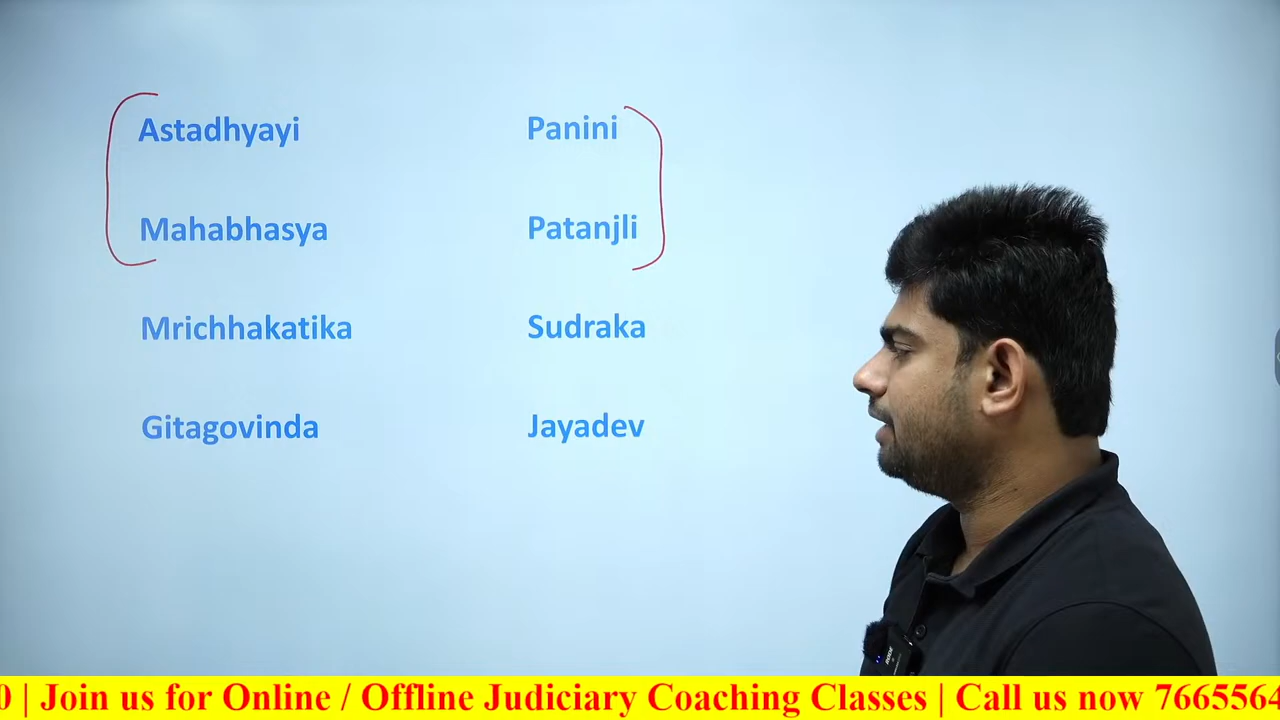 Astadhyayi Panini
Mahabhasya Patanjli
Mrichhakatika Sudraka
Gitagovinda Jayadev
RODE
0 | Join us for Online / Offline Judiciary Coaching Classes | Call us now 7665564